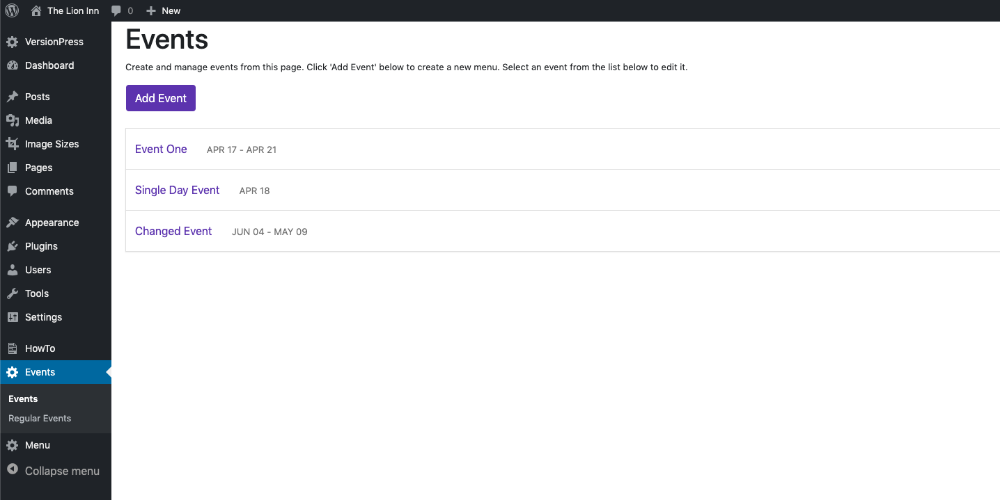 The Lion Inn 0 New
VersionPress
Dashboard
Posts
Media
Image Sizes
Pages
Comments
Appearance
Plugins
Users
Tools
Settings
HowTo
Events
Events
Regular Events
Menu
Collapse menu
Events
Create and manage events from this page. Click 'Add Event' below to create a new menu. Select an event from the list below to edit it.
Add Event
Event One APR 17 - APR 21
Single Day Event APR 18
Changed Event JUN 04 - MAY 09